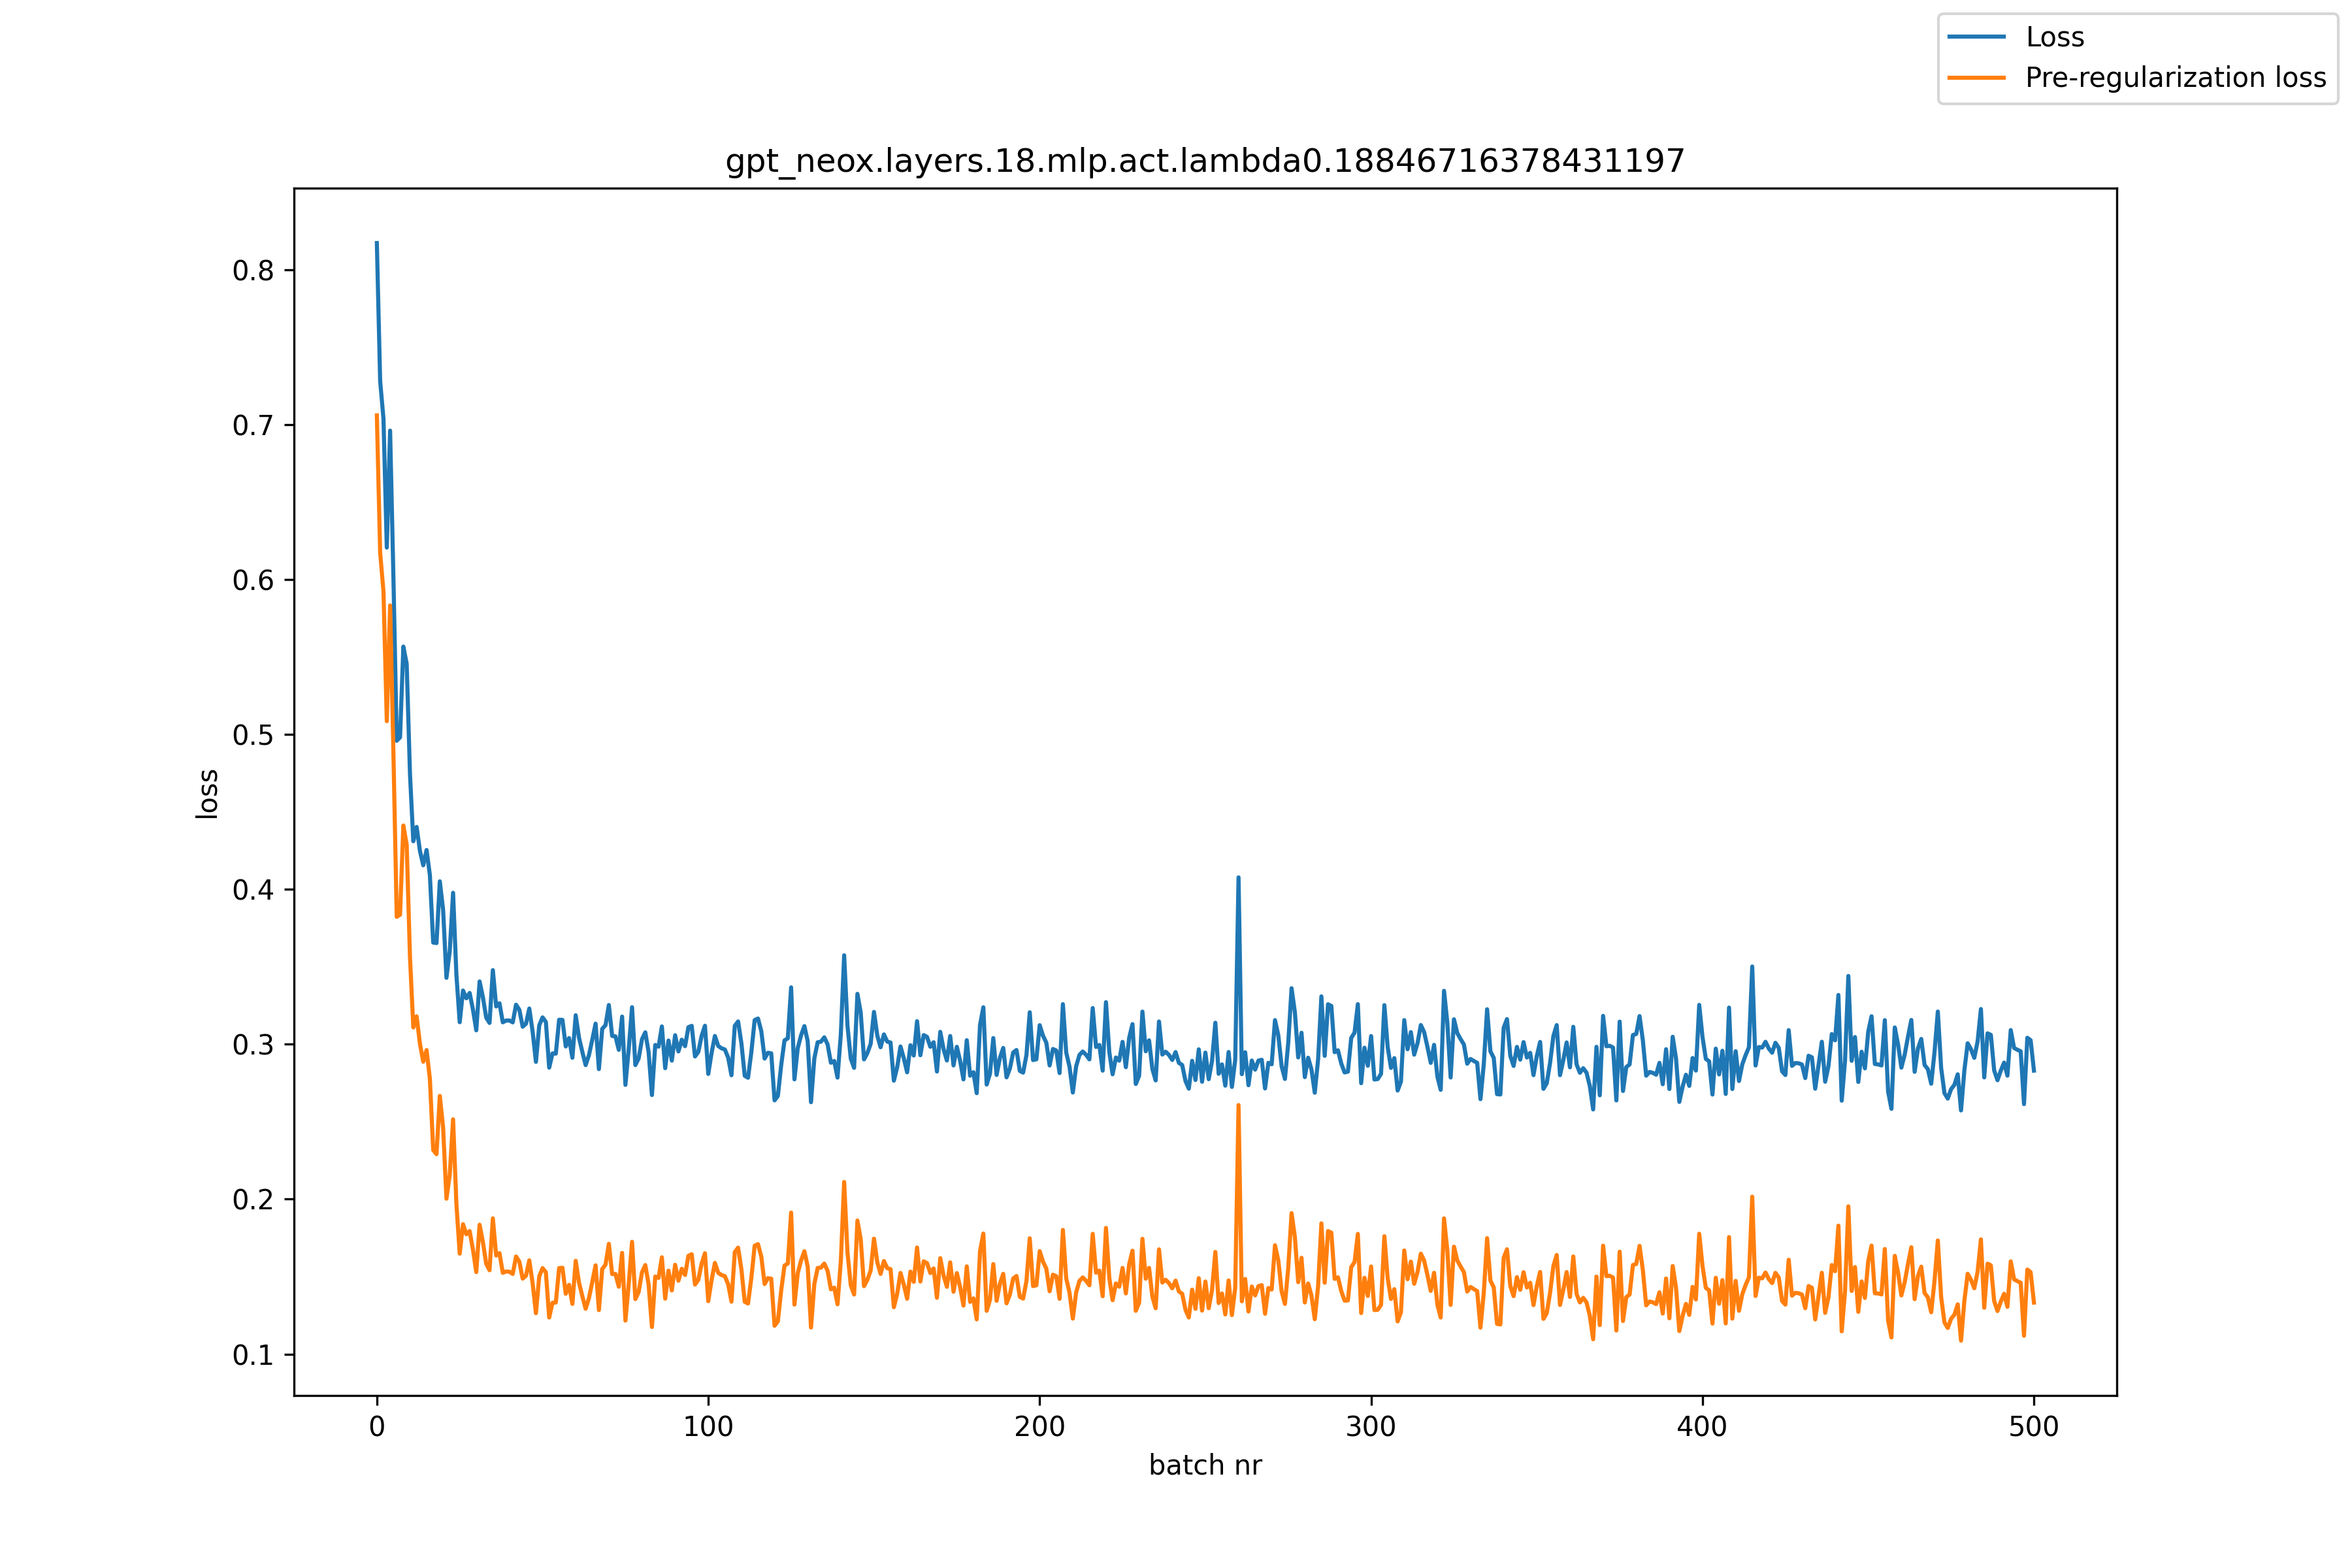 Loss
Pre-regularization loss
gpt_neox.layers.18.mlp.act.lambda0.18846716378431197
0.8
0.7
0.6
0.5
0.4
0.3
0.2
0.1
loss
0 100 200 300 400 500
batch nr